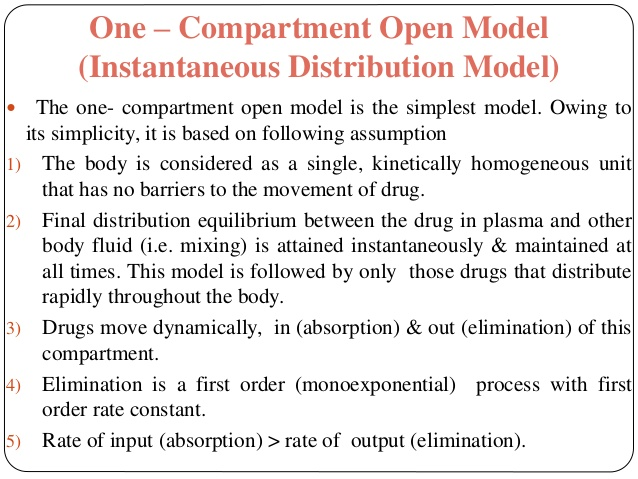 One – Compartment Open Model
(Instantaneous Distribution Model)
• The one- compartment open model is the simplest model. Owing to
its simplicity, it is based on following assumption
1) The body is considered as a single, kinetically homogeneous unit
that has no barriers to the movement of drug.
2) Final distribution equilibrium between the drug in plasma and other
body fluid (i.e. mixing) is attained instantaneously & maintained at
all times. This model is followed by only those drugs that distribute
rapidly throughout the body.
3) Drugs move dynamically, in (absorption) & out (elimination) of this
compartment.
4) Elimination is a first order (monoexponential) process with first
order rate constant.
5) Rate of input (absorption) > rate of output (elimination).